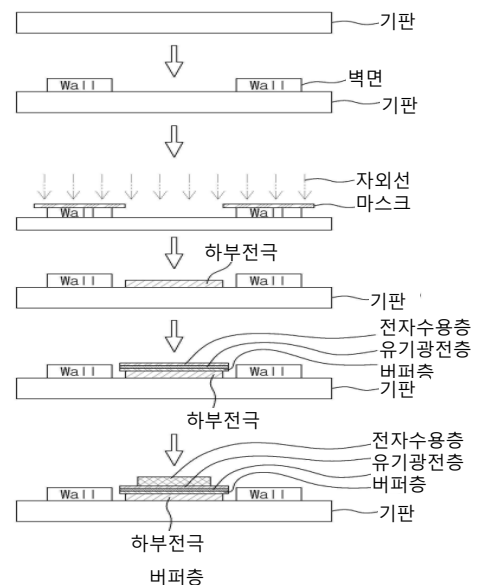 기판
Wall Wall 벽면
기판
자외선
마스크
Wall Wall
하부전극
Wall Wall
기판
전자수용층
유기광전층
버퍼층
Wall Wall 기판
하부전극
전자수용층
유기광전층
버퍼층
Wall Wall
기판
하부전극
버퍼층